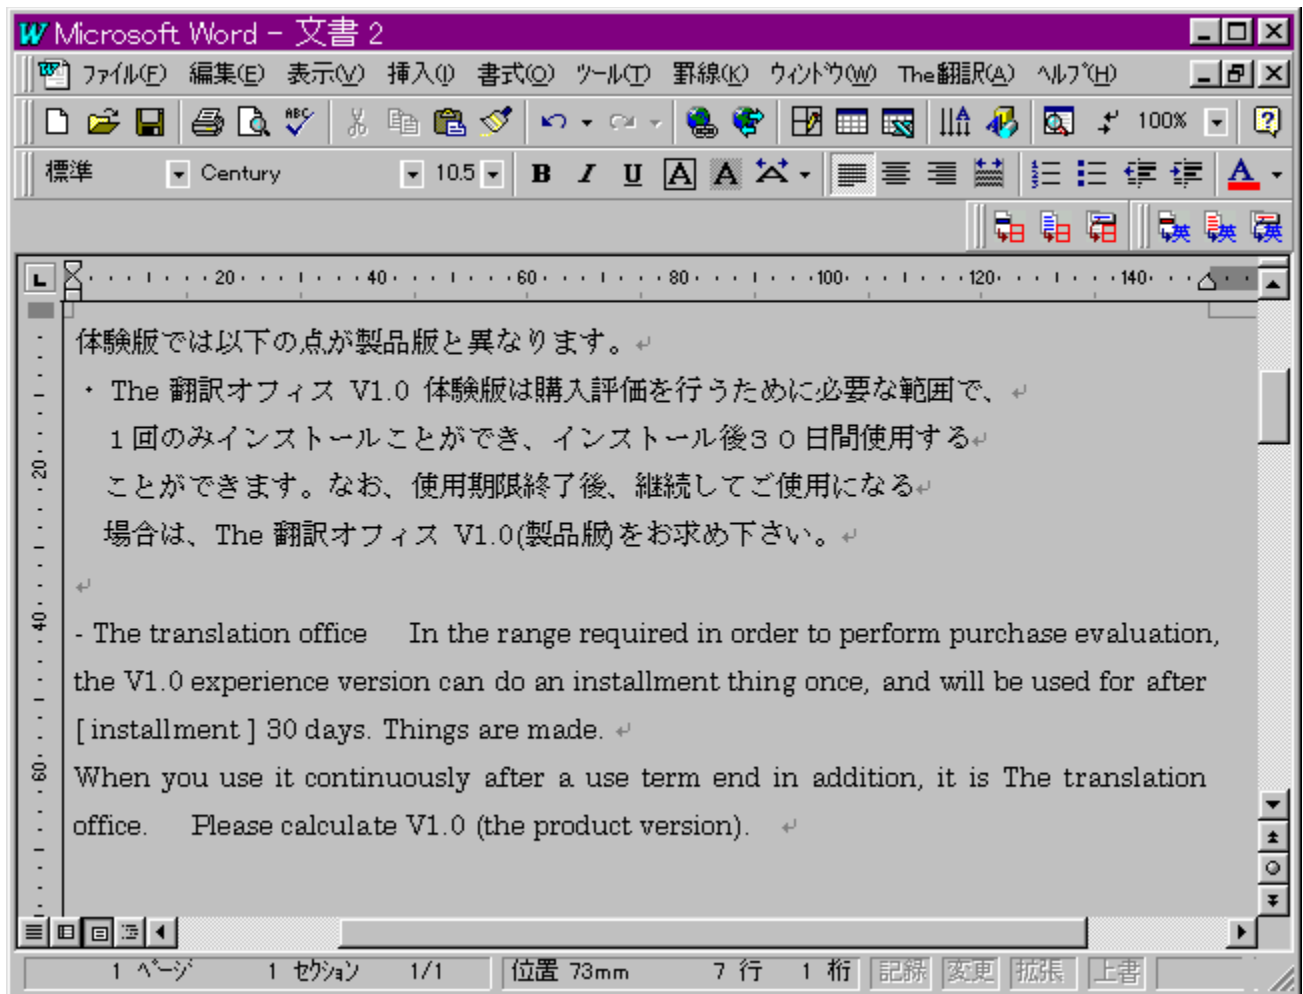 Microsoft Word - 文書 2
ファイル(F) 編集(E) 表示(V) 挿入(I) 書式(O) ツール(T) 罫線(K) ウィンドウ(W) The翻訳(A) ヘルプ(H)
ABC 100%
標準 Century 10.5 B I U A A A
英 英 英
20 40 60 80 100 120 140
体験版では以下の点が製品版と異なります。
・ The 翻訳オフィス V1.0 体験版は購入評価を行うために必要な範囲で、
1回のみインストールことができ、インストール後30日間使用する
ことができます。なお、使用期限終了後、継続してご使用になる
場合は、The 翻訳オフィス V1.0(製品版)をお求め下さい。
- The translation office In the range required in order to perform purchase evaluation,
the V1.0 experience version can do an installment thing once, and will be used for after
[ installment ] 30 days. Things are made.
When you use it continuously after a use term end in addition, it is The translation
office. Please calculate V1.0 (the product version).
20
40
60
1 ページ 1 セクション 1/1 位置 73mm 7 行 1 桁 記録 変更 拡張 上書